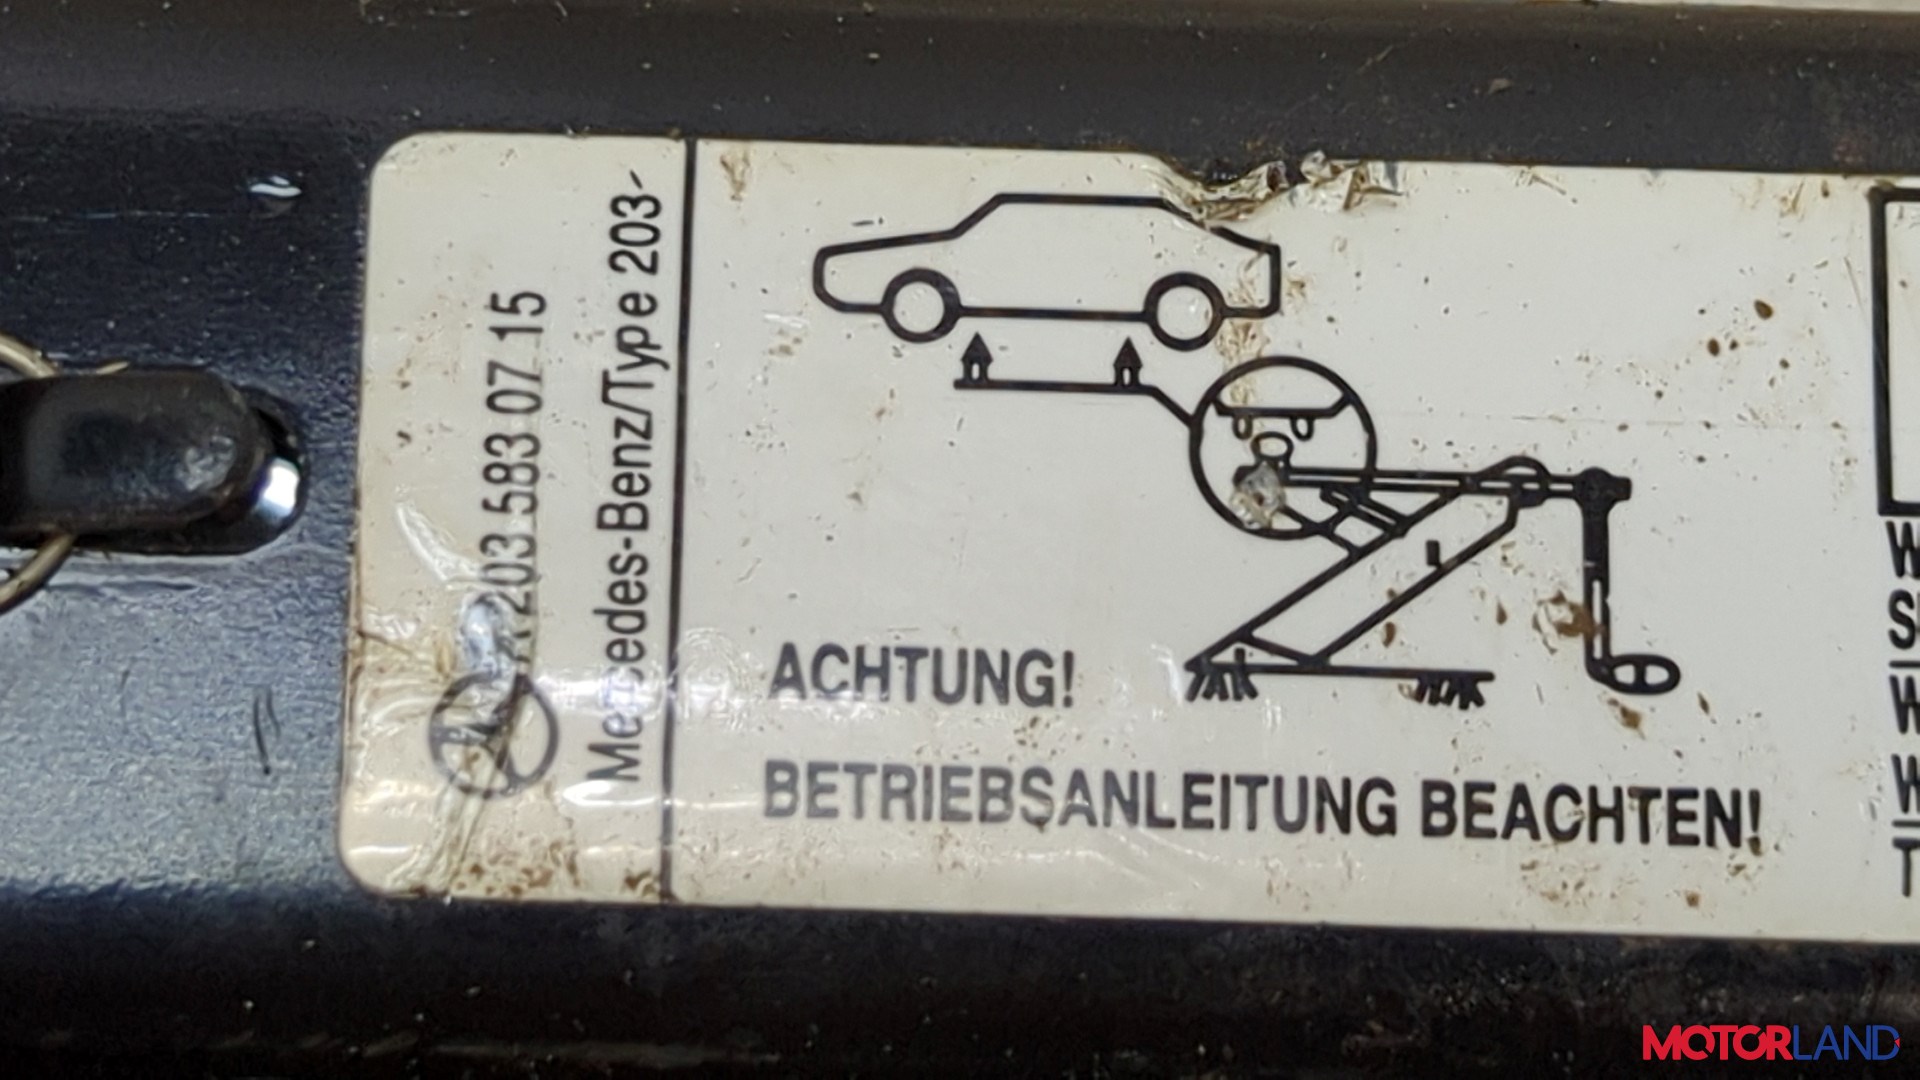 A 203 583 07 15
Mercedes-Benz/Type 203-
ACHTUNG!
BETRIEBSANLEITUNG BEACHTEN!
MOTORLAND